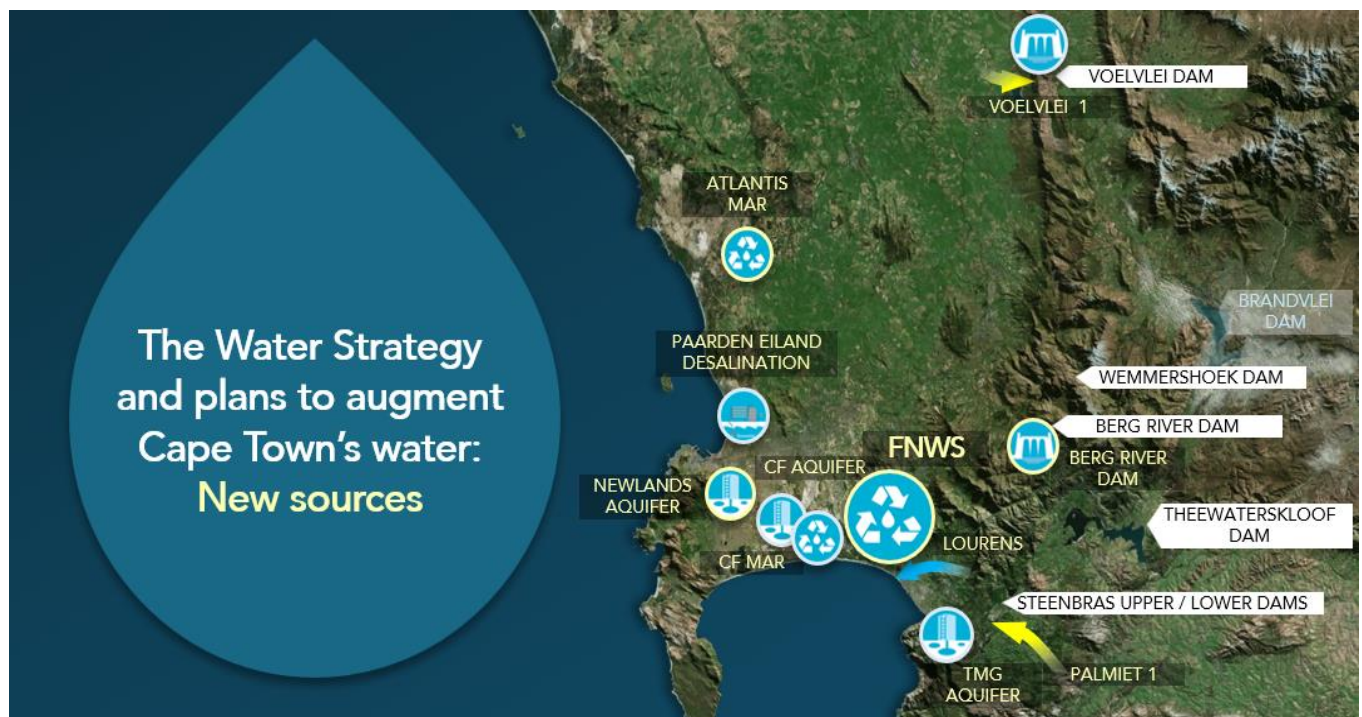 The Water Strategy
and plans to augment
Cape Town's water:
New sources
VOELVLEI DAM
VOELVLEI 1
ATLANTIS
MAR
BRANDVLEI
DAM
PAARDEN EILAND
DESALINATION
WEMMERSHOEK DAM
BERG RIVER DAM
BERG RIVER
DAM
FNWS
CF AQUIFER
NEWLANDS
AQUIFER
THEEWATERSKLOOF
DAM
LOURENS
CF MAR
STEENBRAS UPPER / LOWER DAMS
TMG
AQUIFER
PALMIET 1